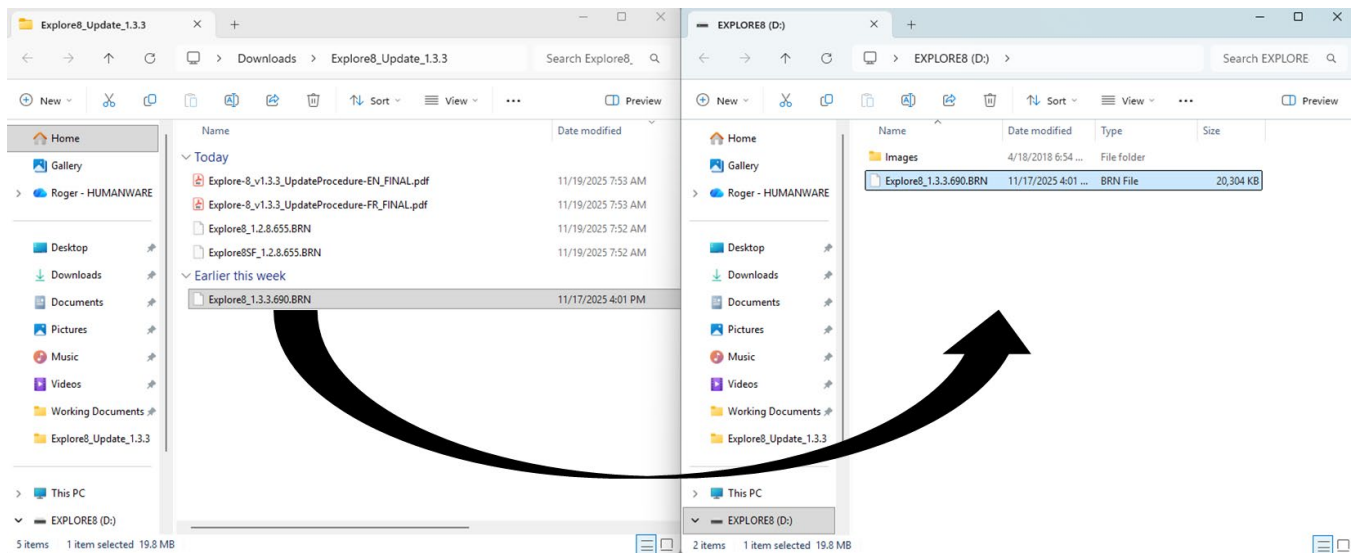 Explore8_Update_1.3.3
Downloads > Explore8_Update_1.3.3
Search Explore8_
New
Sort
View
Preview
Home
Gallery
Roger - HUMANWARE
Desktop
Downloads
Documents
Pictures
Music
Videos
Working Documents
Explore8_Update_1.3.3
This PC
EXPLORE8 (D:)
Name Date modified
Today
Explore-8_v1.3.3_UpdateProcedure-EN_FINAL.pdf 11/19/2025 7:53 AM
Explore-8_v1.3.3_UpdateProcedure-FR_FINAL.pdf 11/19/2025 7:53 AM
Explore8_1.2.8.655.BRN 11/19/2025 7:52 AM
Explore8SF_1.2.8.655.BRN 11/19/2025 7:52 AM
Earlier this week
Explore8_1.3.3.690.BRN 11/17/2025 4:01 PM
5 items 1 item selected 19.8 MB
EXPLORE8 (D:)
EXPLORE8 (D:) >
Search EXPLORE
New
Sort
View
Preview
Home
Gallery
Roger - HUMANWARE
Desktop
Downloads
Documents
Pictures
Music
Videos
Working Documents
Explore8_Update_1.3.3
This PC
EXPLORE8 (D:)
Name Date modified Type Size
Images 4/18/2018 6:54 ... File folder
Explore8_1.3.3.690.BRN 11/17/2025 4:01 ... BRN File 20,304 KB
2 items 1 item selected 19.8 MB